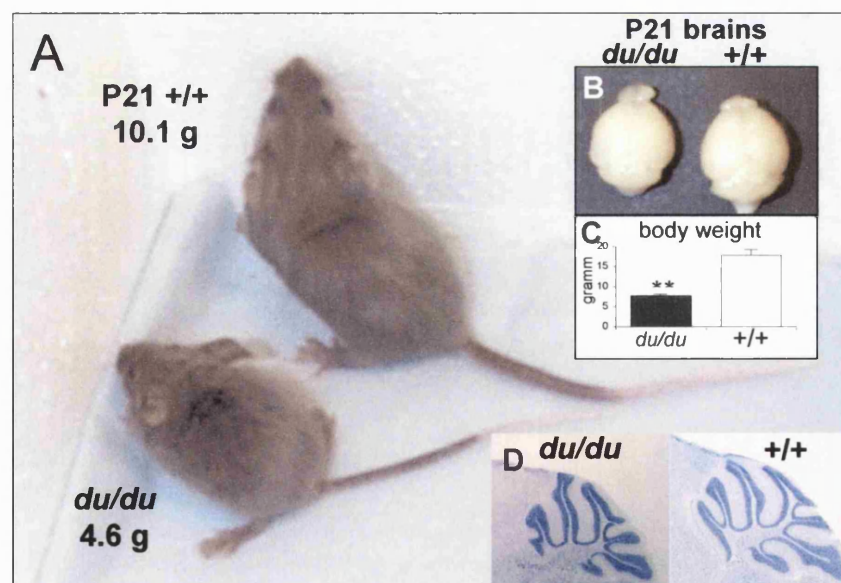 A
P21 +/+
10.1 g
du/du
4.6 g
P21 brains
du/du +/+
B
C
body weight
gramm
20
15
10
5
0
**
du/du +/+
D
du/du +/+